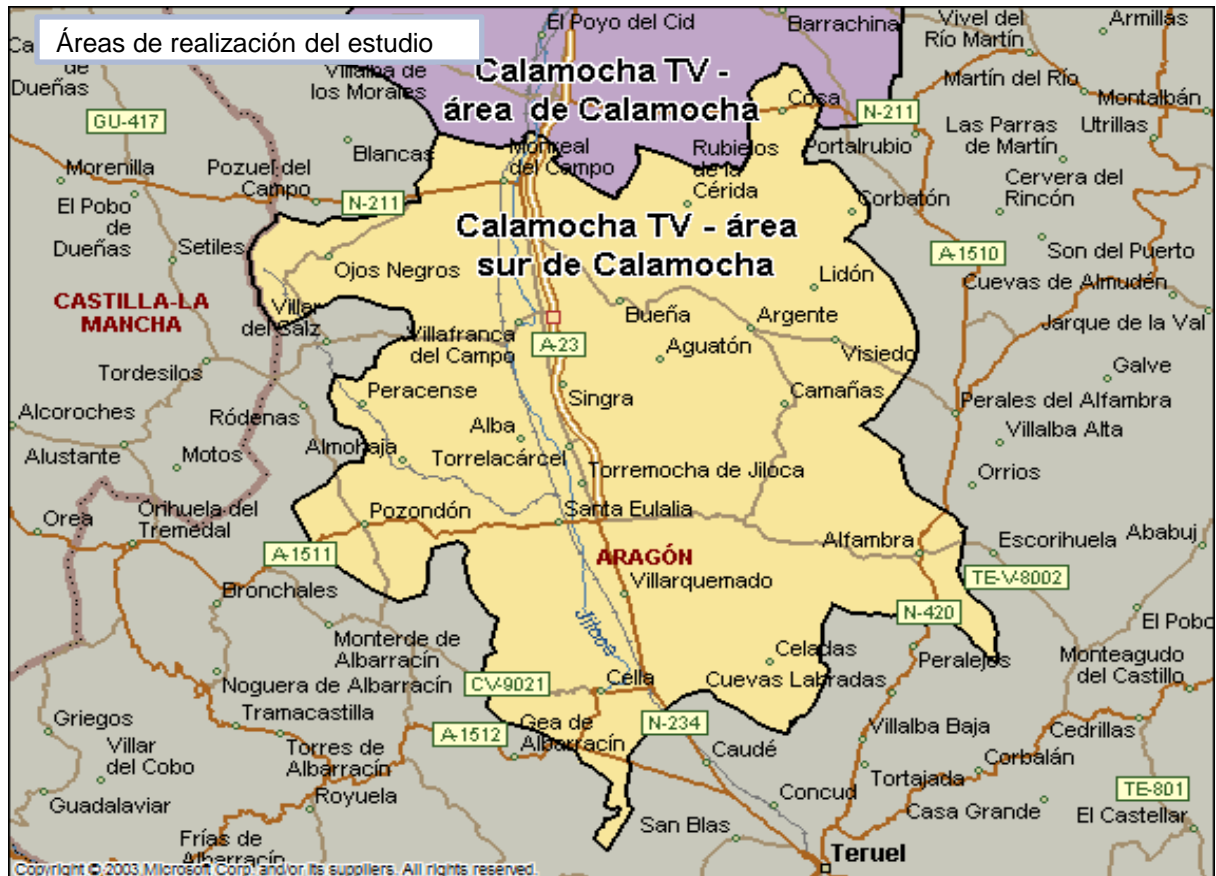 Áreas de realización del estudio
El Poyo del Cid
Barrachina
Vivel del
Río Martín
Armillas
Ca
de
Dueñas
Villalba de
los Morales
Calamocha TV -
área de Calamocha
Cosa
N-211
Martín del Río
Montalbán
GU-417
Las Parras
de Martín
Utrillas
Blancas
Monreal
del Campo
Rubielos
de la
Cérida
Portalrubio
Morenilla
Pozuel del
Campo
N-211
Cervera del
Rincón
El Pobo
de
Dueñas
Corbatón
Setiles
Calamocha TV - área
sur de Calamocha
A-1510
Son del Puerto
Ojos Negros
Lidón
Cuevas de Almudén
CASTILLA-LA
MANCHA
Villar
del Salz
Villafranca
del Campo
Bueña
Argente
Jarque de la Val
A-23
Aguatón
Visiedo
Tordesilos
Galve
Peracense
Singra
Camañas
Alcoroches
Ródenas
Perales del Alfambra
Alba
Villalba Alta
Alustante
Motos
Almohaja
Torrelacárcel
Torremocha de Jiloca
Orrios
Orea
Orihuela del
Tremedal
Pozondón
Santa Eulalia
A-1511
ARAGÓN
Alfambra
Escorihuela
Ababuj
Villarquemado
TE-V-8002
Bronchales
N-420
Jiloca
El Pobo
Monterde de
Albarracín
Celadas
Peralejos
Monteagudo
del Castillo
Noguera de Albarracín
CV-9021
Cella
Cuevas Labradas
Griegos
Tramacastilla
A-1512
Gea de
Albarracín
N-234
Villalba Baja
Cedrillas
Villar
del Cobo
Torres de
Albarracín
Caudé
Corbalán
Tortajada
Guadalaviar
Royuela
Concud
Casa Grande
TE-801
El Castellar
San Blas
Frías de
Albarracín
Teruel
Copyright © 2003 Microsoft Corp. and/or its suppliers. All rights reserved.